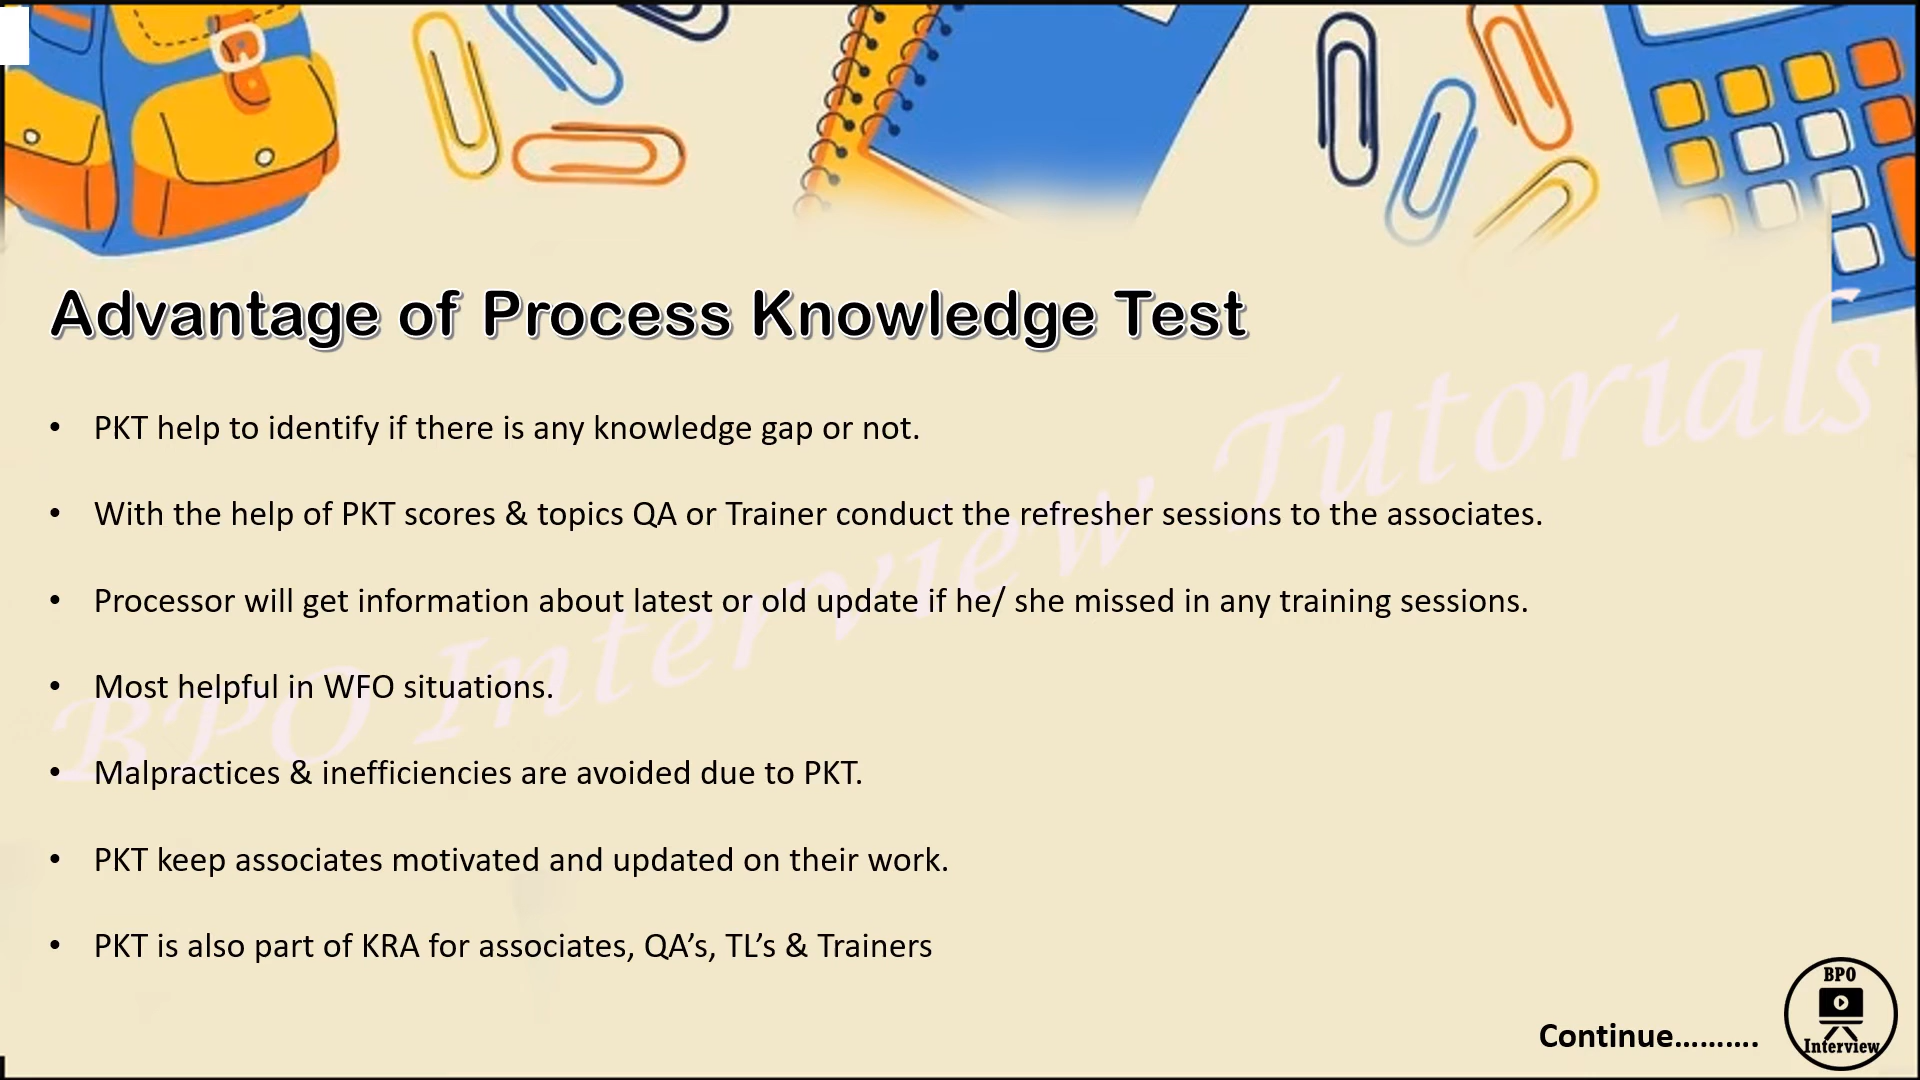 Advantage of Process Knowledge Test
• PKT help to identify if there is any knowledge gap or not.
• With the help of PKT scores & topics QA or Trainer conduct the refresher sessions to the associates.
• Processor will get information about latest or old update if he/ she missed in any training sessions.
• Most helpful in WFO situations.
• Malpractices & inefficiencies are avoided due to PKT.
• PKT keep associates motivated and updated on their work.
• PKT is also part of KRA for associates, QA’s, TL’s & Trainers
BPO Interview Tutorials
Continue……….
BPO
Interview